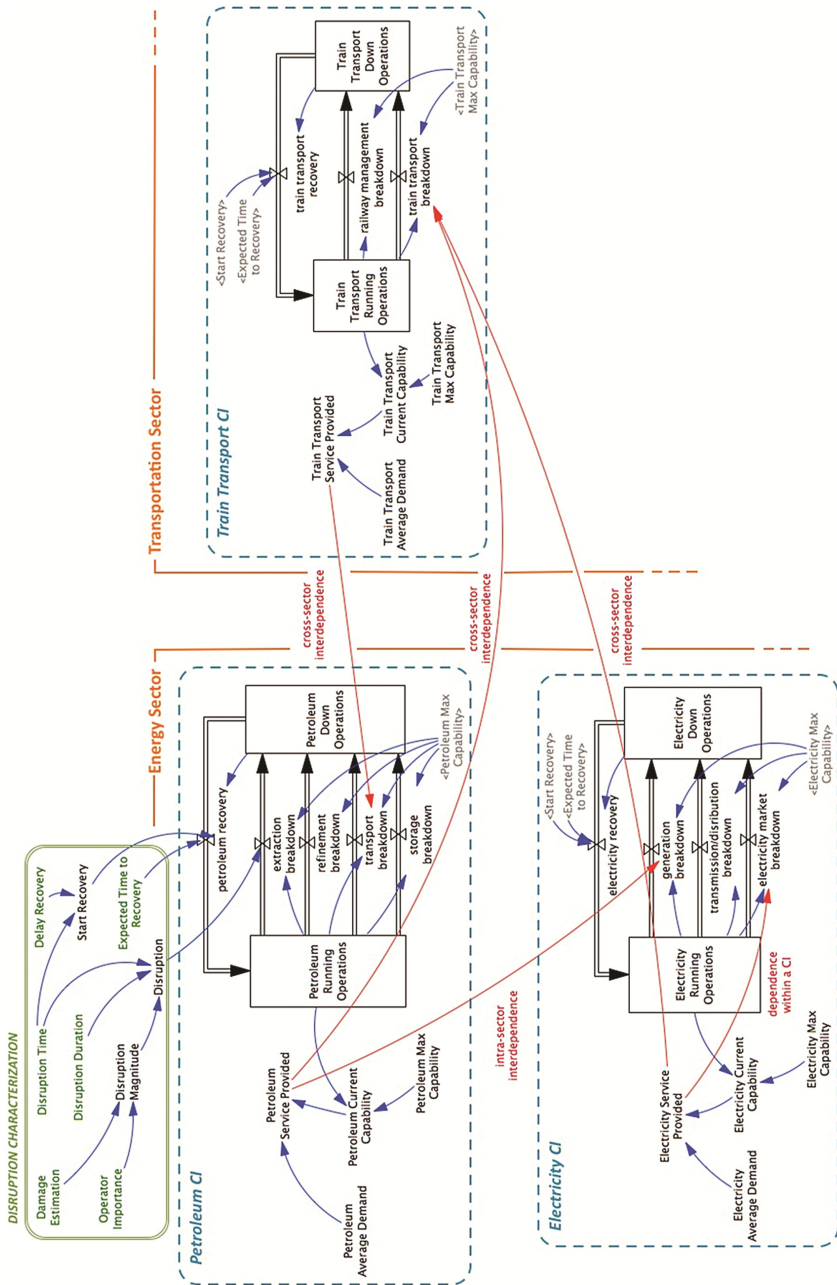 DISRUPTION CHARACTERIZATION
Damage
Estimation
Operator
Importance
Disruption Time
Disruption Duration
Disruption
Magnitude
Disruption
Delay Recovery
Start Recovery
Expected Time to
Recovery
Energy Sector
Petroleum CI
Petroleum
Average Demand
Petroleum
Service Provided
Petroleum Current
Capability
Petroleum Max
Capability
Petroleum
Running
Operations
petroleum recovery
extraction
breakdown
refinement
breakdown
transport
breakdown
storage
breakdown
Petroleum
Down
Operations
<Petroleum Max
Capability>
intra-sector
interdependence
Electricity CI
Electricity
Average Demand
Electricity Service
Provided
Electricity Current
Capability
Electricity Max
Capability
Electricity
Running
Operations
dependence
within a CI
<Start Recovery>
<Expected Time
to Recovery>
electricity recovery
generation
breakdown
transmission/disribution
breakdown
electricity market
breakdown
Electricity
Down
Operations
<Electricity Max
Capability>
cross-sector
interdependence
cross-sector
interdependence
cross-sector
interdependence
Transportation Sector
Train Transport CI
Train Transport
Average Demand
Train Transport
Service Provided
Train Transport
Current Capability
Train Transport
Max Capability
Train
Transport
Running
Operations
<Start Recovery>
<Expected Time
to Recovery>
train transport
recovery
railway management
breakdown
train transport
breakdown
Train
Transport
Down
Operations
<Train Transport
Max Capability>